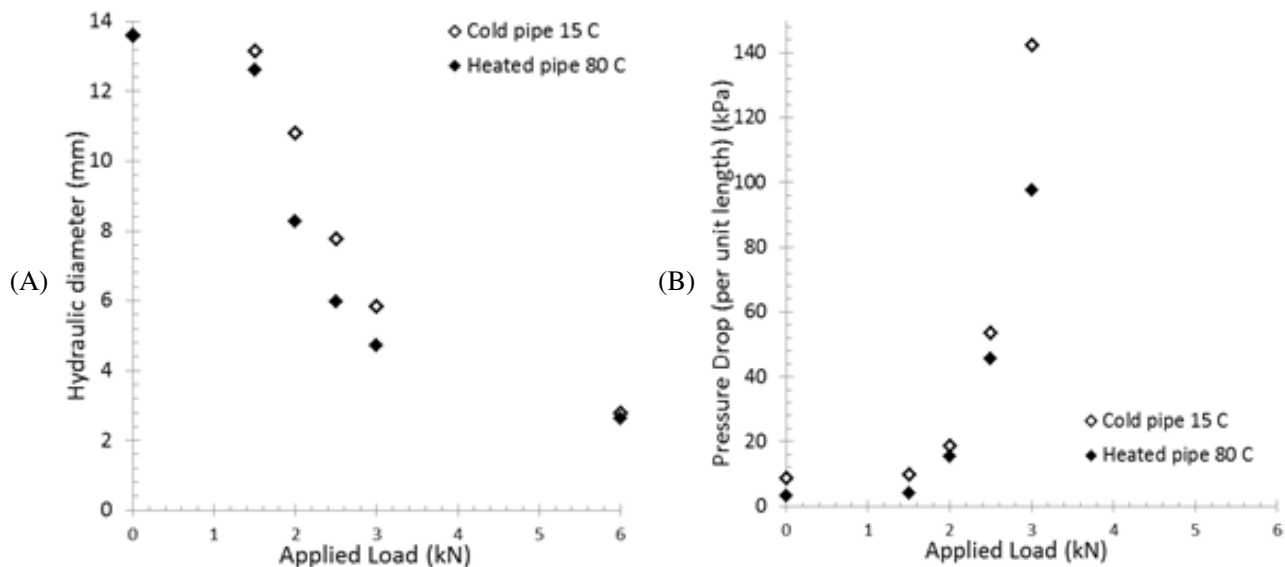 (A)
Hydraulic diameter (mm)
14
12
10
8
6
4
2
0
0 1 2 3 4 5 6
Applied Load (kN)
Cold pipe 15 C
Heated pipe 80 C
(B)
Pressure Drop (per unit length) (kPa)
140
120
100
80
60
40
20
0
0 1 2 3 4 5 6
Applied Load (kN)
Cold pipe 15 C
Heated pipe 80 C